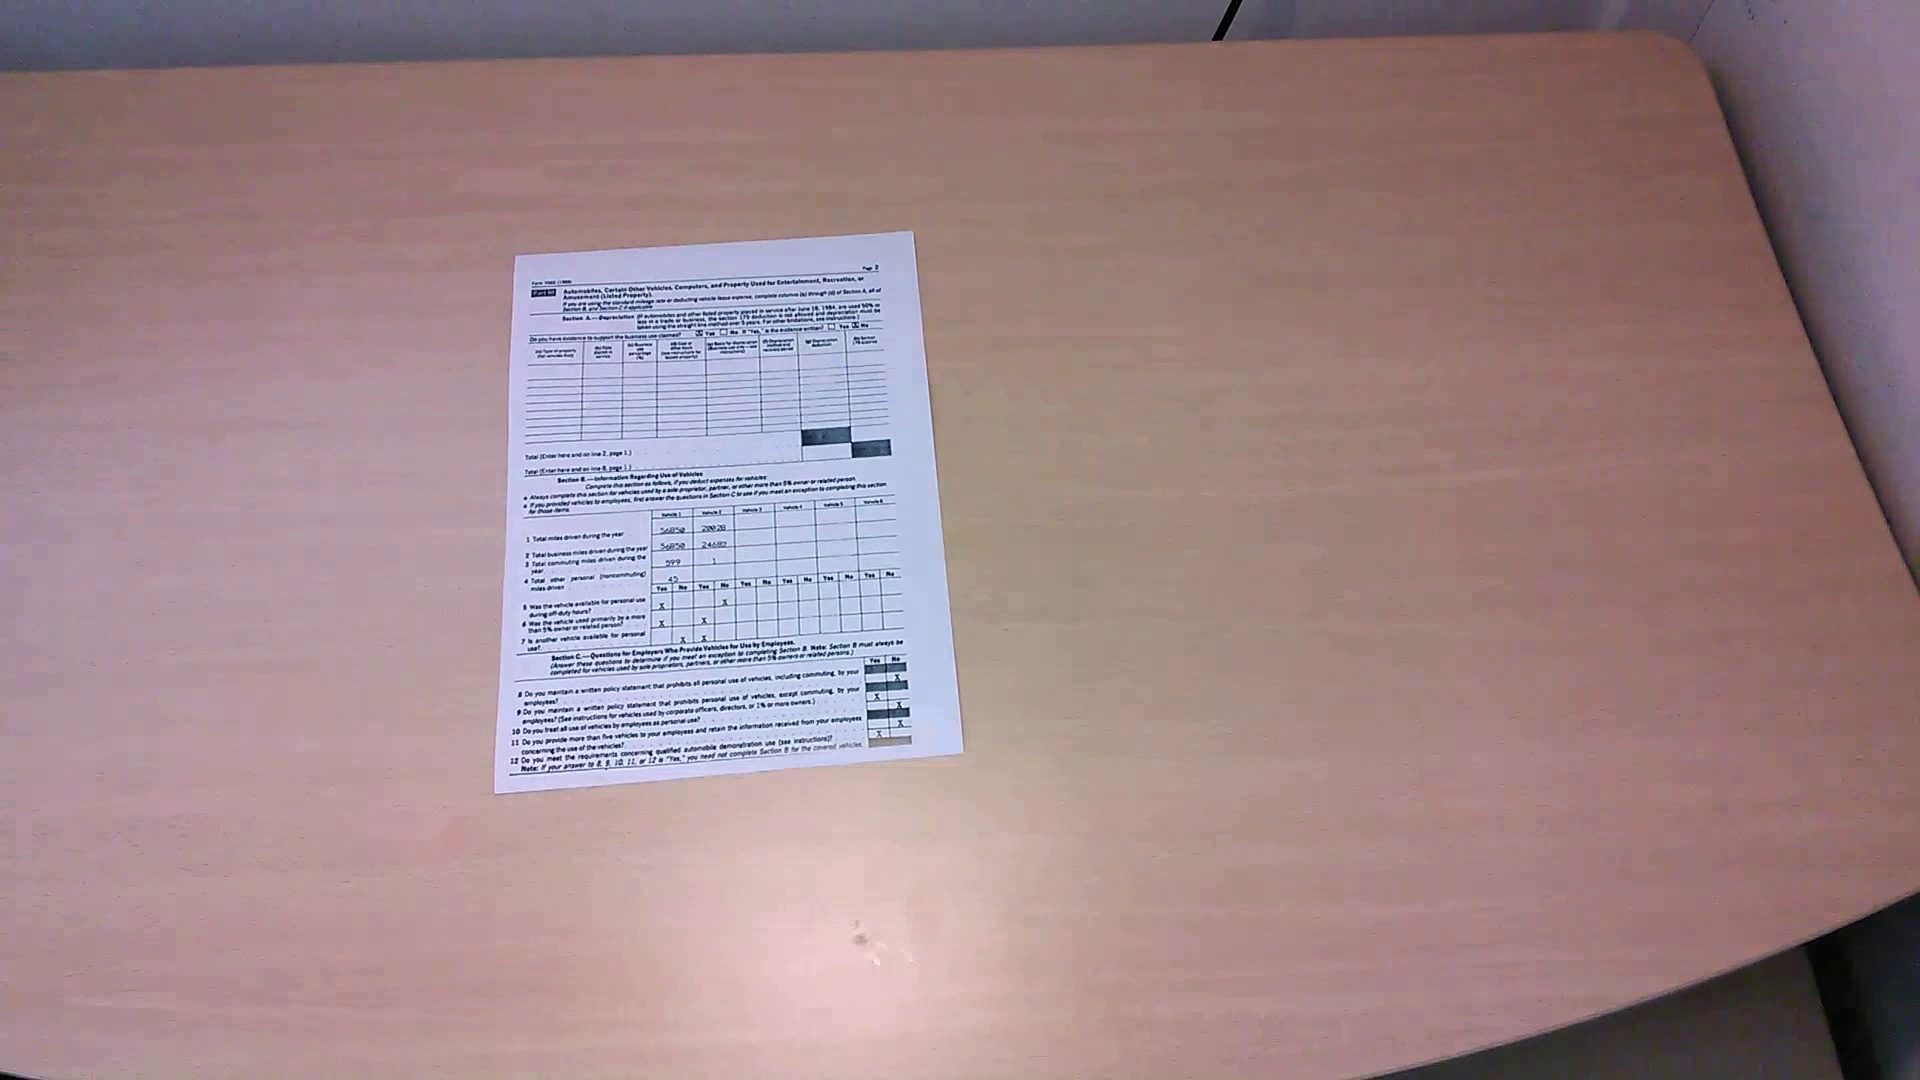 Page 2
Part III Automobiles, Certain Other Vehicles, Computers, and Property Used for Entertainment, Recreation, or
Amusement (Listed Property).
If you are using the standard mileage rate or deducting vehicle lease expense, complete columns (a) through (d) of Section A, all of
Section B, and Section C if applicable.
Section A.—Depreciation (If automobiles and other listed property placed in service after June 18, 1984, are used 50% or
less in a trade or business, the section 179 deduction is not allowed and depreciation must be
taken using the straight line method over 5 years. For other limitations, see instructions.)
Do you have evidence to support the business use claimed? X Yes No If "Yes," is the evidence written? Yes X No
(a) Type of property (list vehicles first) (b) Date placed in service (c) Business use percentage (%) (d) Cost or other basis (f) Depreciation method and recovery period (g) Depreciation deduction (h) Section 179 expense
Total (Enter here and on line 2, page 1.)
Total (Enter here and on line 8, page 1.)
Section B.—Information Regarding Use of Vehicles
Complete this section as follows, if you deduct expenses for vehicles:
• Always complete this section for vehicles used by a sole proprietor, partner, or other more than 5% owner or related person.
• If you provided vehicles to employees, first answer the questions in Section C to see if you meet an exception to completing this section
for those items.
Vehicle 1 Vehicle 2 Vehicle 3 Vehicle 4 Vehicle 5 Vehicle 6
1 Total miles driven during the year 56850
2 Total business miles driven during the year 56850
3 Total commuting miles driven during the
year 599 1
4 Total other personal (noncommuting)
miles driven 45
Yes No Yes No Yes No Yes No Yes No Yes No
5 Was the vehicle available for personal use
during off-duty hours? X X
6 Was the vehicle used primarily by a more
than 5% owner or related person? X X
7 Is another vehicle available for personal
use? X X
Section C.—Questions for Employers Who Provide Vehicles for Use by Employees.
(Answer these questions to determine if you meet an exception to completing Section B. Note: Section B must always be
completed for vehicles used by sole proprietors, partners, or other more than 5% owners or related persons.)
Yes No
8 Do you maintain a written policy statement that prohibits all personal use of vehicles, including commuting, by your
employees? X
9 Do you maintain a written policy statement that prohibits personal use of vehicles, except commuting, by your
employees? (See instructions for vehicles used by corporate officers, directors, or 1% or more owners.) X
10 Do you treat all use of vehicles by employees as personal use? X
11 Do you provide more than five vehicles to your employees and retain the information received from your employees
concerning the use of the vehicles? X
12 Do you meet the requirements concerning qualified automobile demonstration use (see instructions)? X
Note: If your answer to 8, 9, 10, 11, or 12 is "Yes," you need not complete Section B for the covered vehicles.